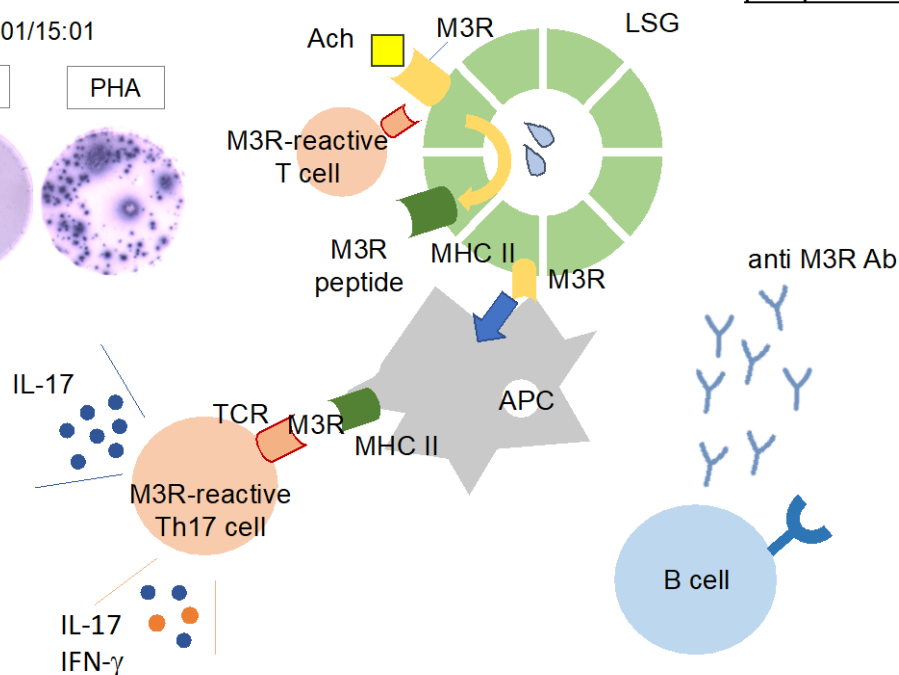 01/15:01
PHA
Ach
M3R
LSG
M3R-reactive
T cell
M3R
peptide
MHC II
M3R
anti M3R Ab
IL-17
TCR
M3R
MHC II
APC
M3R-reactive
Th17 cell
B cell
IL-17
IFN-γ